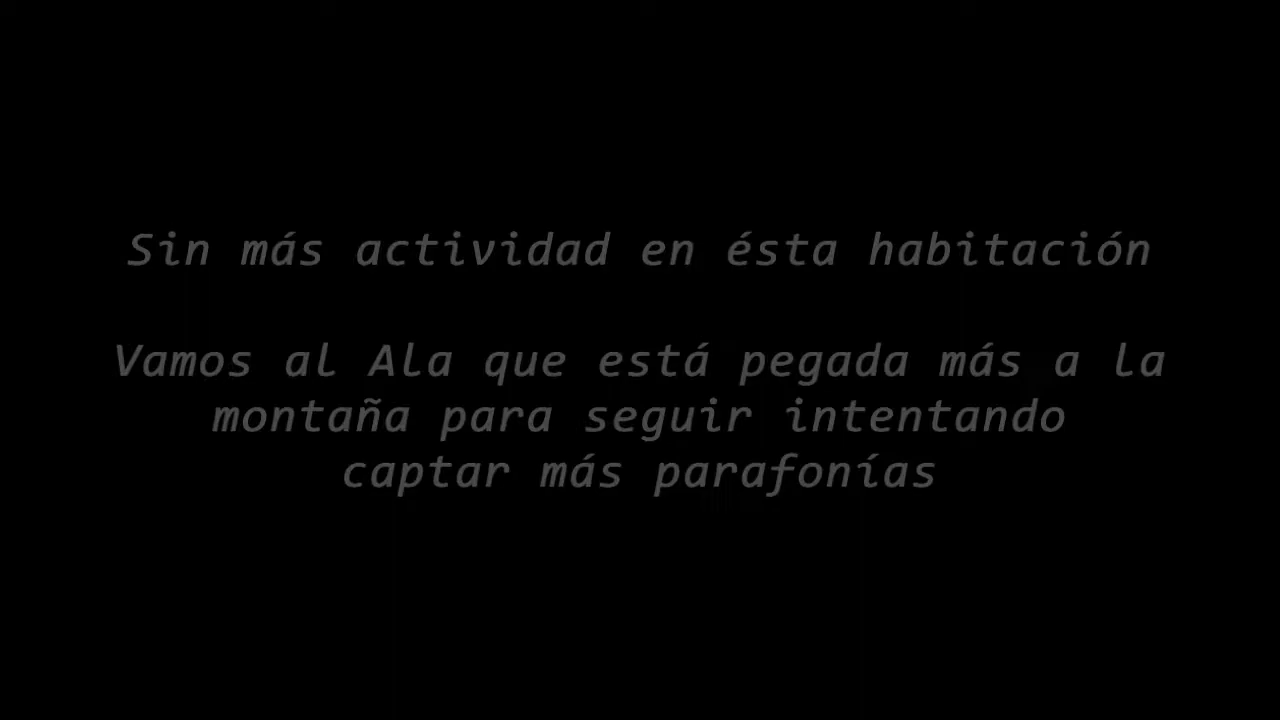 Sin más actividad en ésta habitación
Vamos al Ala que está pegada más a la
montaña para seguir intentando
captar más parafonías